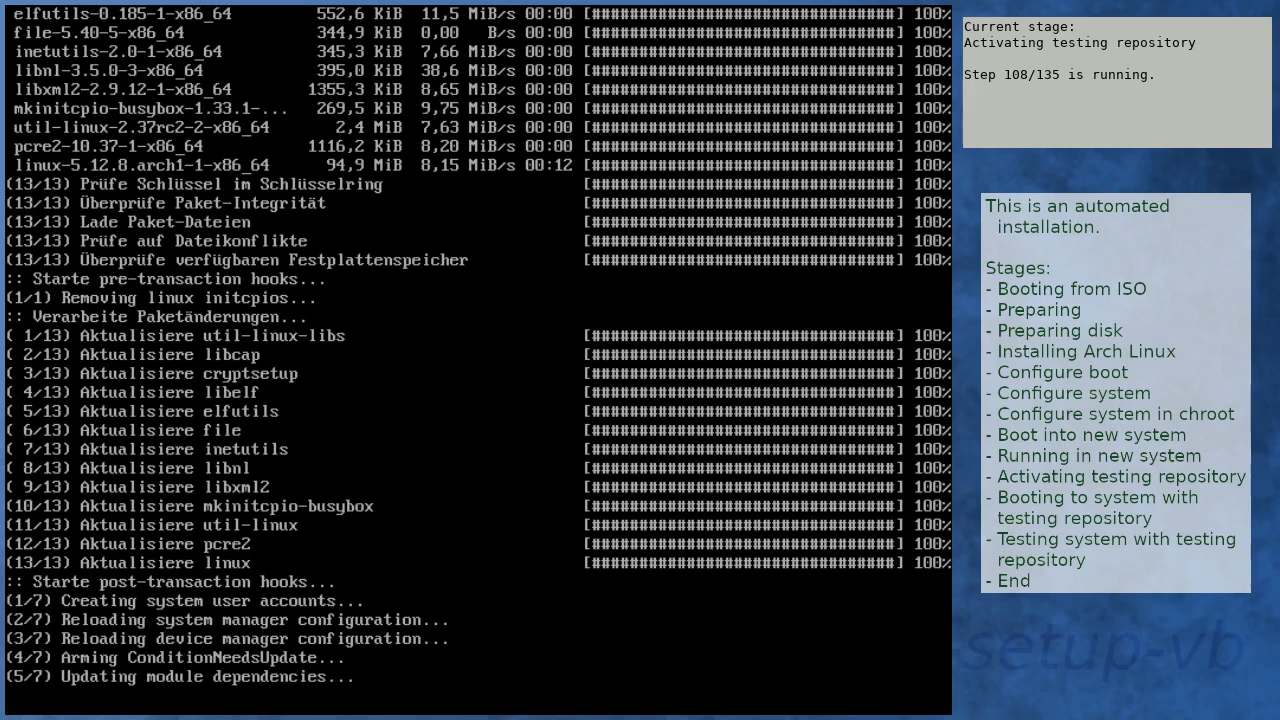 elfutils-0.185-1-x86_64 552,6 KiB 11,5 MiB/s 00:00 [######################################] 100%
file-5.40-5-x86_64 344,9 KiB 0,00 B/s 00:00 [######################################] 100%
inetutils-2.0-1-x86_64 345,3 KiB 7,66 MiB/s 00:00 [######################################] 100%
libnl-3.5.0-3-x86_64 395,0 KiB 38,6 MiB/s 00:00 [######################################] 100%
libxml2-2.9.12-1-x86_64 1355,3 KiB 8,65 MiB/s 00:00 [######################################] 100%
mkinitcpio-busybox-1.33.1-... 269,5 KiB 9,75 MiB/s 00:00 [######################################] 100%
util-linux-2.37rc2-2-x86_64 2,4 MiB 7,63 MiB/s 00:00 [######################################] 100%
pcre2-10.37-1-x86_64 1116,2 KiB 8,20 MiB/s 00:00 [######################################] 100%
linux-5.12.8.arch1-1-x86_64 94,9 MiB 8,15 MiB/s 00:12 [######################################] 100%
(13/13) Prüfe Schlüssel im Schlüsselring [######################################] 100%
(13/13) Überprüfe Paket-Integrität [######################################] 100%
(13/13) Lade Paket-Dateien [######################################] 100%
(13/13) Prüfe auf Dateikonflikte [######################################] 100%
(13/13) Überprüfe verfügbaren Festplattenspeicher [######################################] 100%
:: Starte pre-transaction hooks...
(1/1) Removing linux initcpios...
:: Verarbeite Paketänderungen...
( 1/13) Aktualisiere util-linux-libs [######################################] 100%
( 2/13) Aktualisiere libcap [######################################] 100%
( 3/13) Aktualisiere cryptsetup [######################################] 100%
( 4/13) Aktualisiere libelf [######################################] 100%
( 5/13) Aktualisiere elfutils [######################################] 100%
( 6/13) Aktualisiere file [######################################] 100%
( 7/13) Aktualisiere inetutils [######################################] 100%
( 8/13) Aktualisiere libnl [######################################] 100%
( 9/13) Aktualisiere libxml2 [######################################] 100%
(10/13) Aktualisiere mkinitcpio-busybox [######################################] 100%
(11/13) Aktualisiere util-linux [######################################] 100%
(12/13) Aktualisiere pcre2 [######################################] 100%
(13/13) Aktualisiere linux [######################################] 100%
:: Starte post-transaction hooks...
(1/7) Creating system user accounts...
(2/7) Reloading system manager configuration...
(3/7) Reloading device manager configuration...
(4/7) Arming ConditionNeedsUpdate...
(5/7) Updating module dependencies...
Current stage:
Activating testing repository
Step 108/135 is running.
This is an automated
installation.
Stages:
- Booting from ISO
- Preparing
- Preparing disk
- Installing Arch Linux
- Configure boot
- Configure system
- Configure system in chroot
- Boot into new system
- Running in new system
- Activating testing repository
- Booting to system with
testing repository
- Testing system with testing
repository
- End
setup-vb